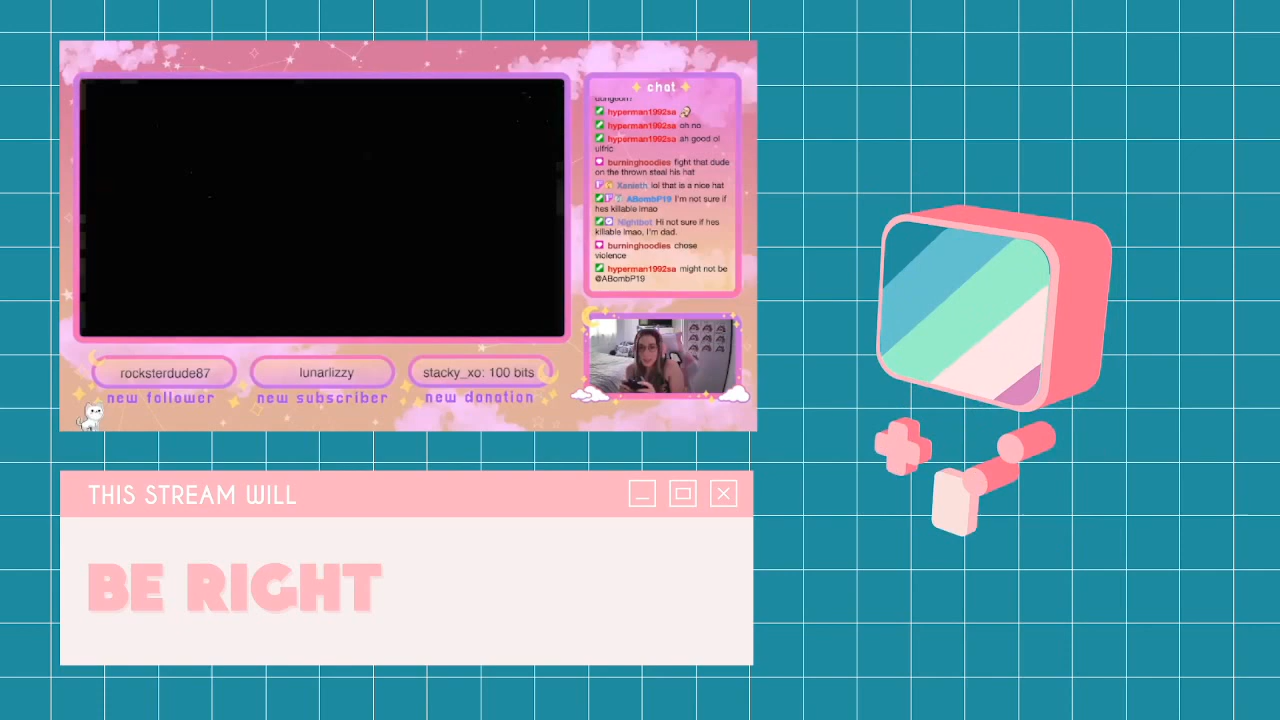 chat
dungeon!
hyperman1992sa
hyperman1992sa oh no
hyperman1992sa ah good ol
ulfric
burninghoodies fight that dude
on the thrown steal his hat
Xenieth lol that is a nice hat
ABombP19 I'm not sure if
hes killable lmao
Nightbot Hi not sure if hes
killable lmao, I'm dad.
burninghoodies chose
violence
hyperman1992sa might not be
@ABombP19
rocksterdude87
lunarlizzy
stacky_xo: 100 bits
new follower
new subscriber
new donation
THIS STREAM WILL
BE RIGHT